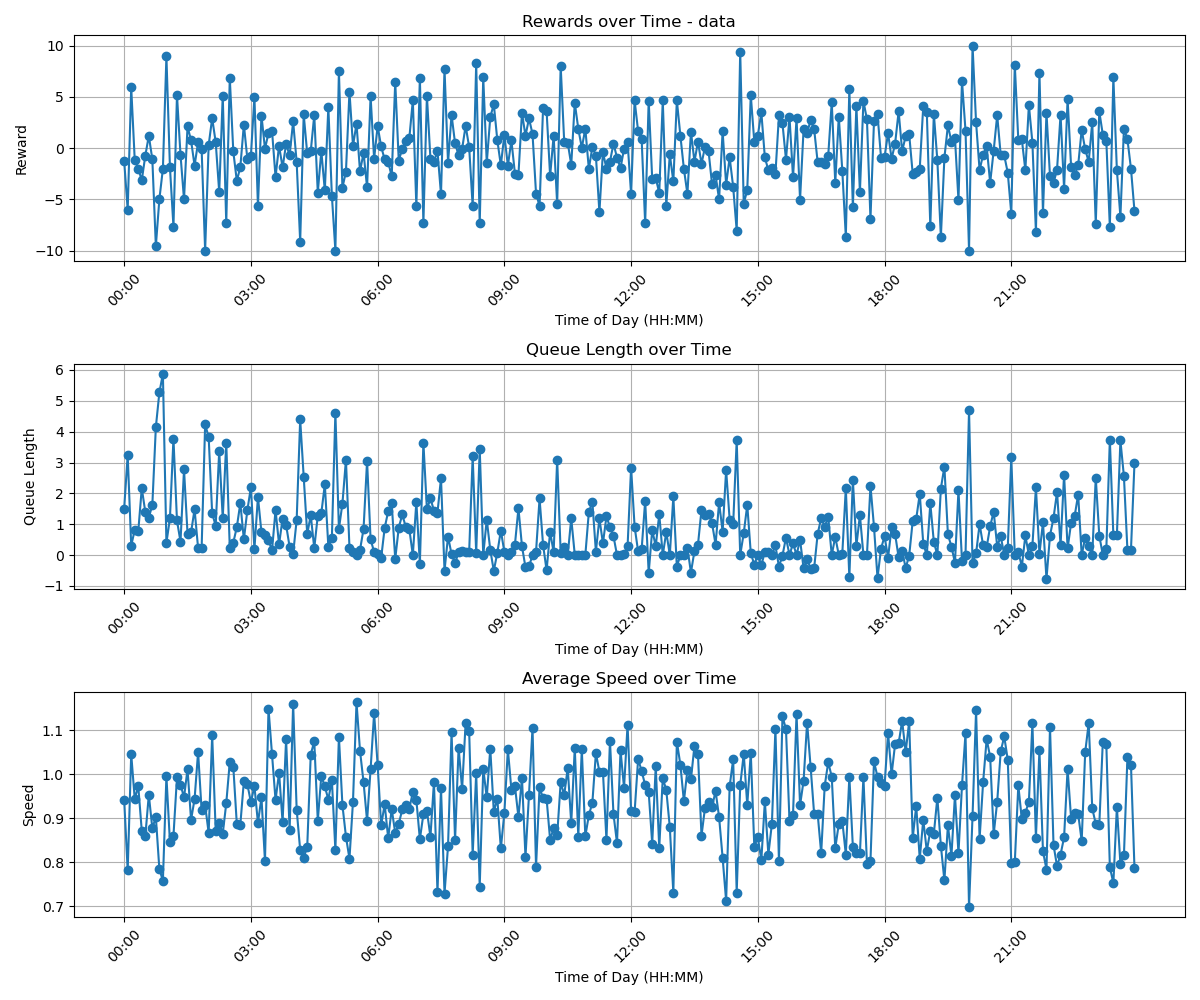 Rewards over Time - data
Reward
10
5
0
−5
−10
00:00 03:00 06:00 09:00 12:00 15:00 18:00 21:00
Time of Day (HH:MM)
Queue Length over Time
Queue Length
6
5
4
3
2
1
0
−1
00:00 03:00 06:00 09:00 12:00 15:00 18:00 21:00
Time of Day (HH:MM)
Average Speed over Time
Speed
1.1
1.0
0.9
0.8
0.7
00:00 03:00 06:00 09:00 12:00 15:00 18:00 21:00
Time of Day (HH:MM)